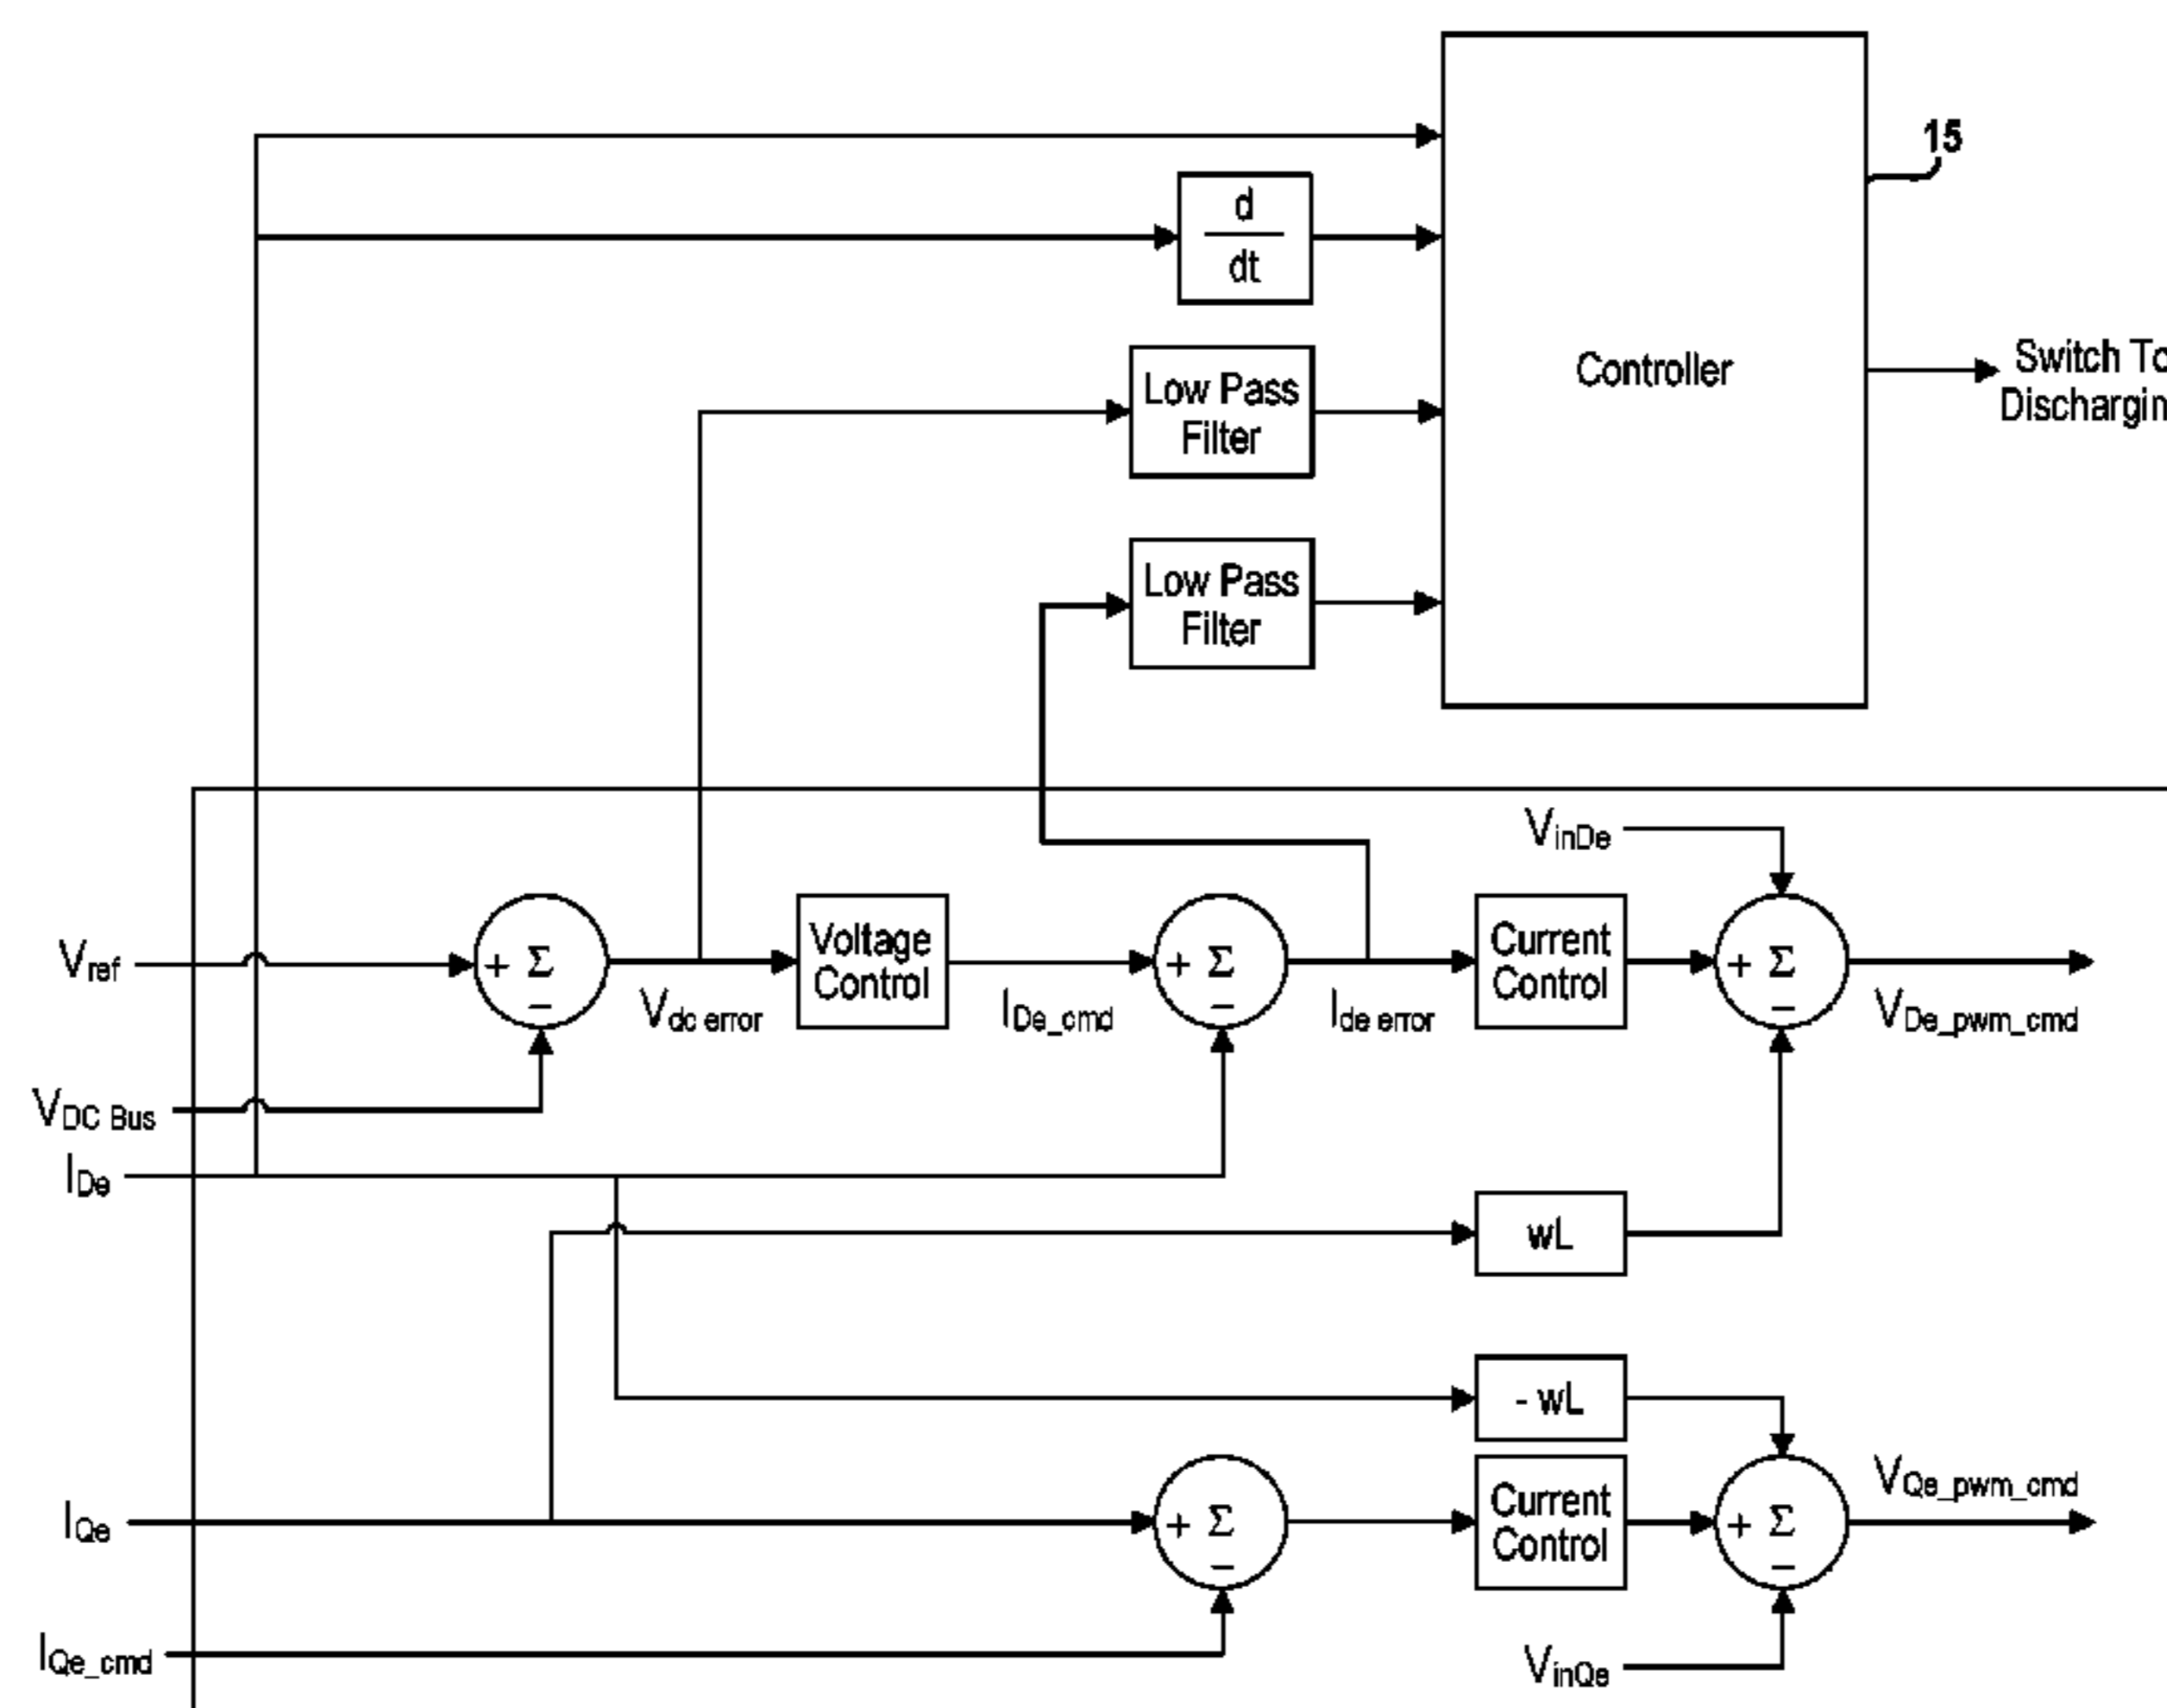 15
d
dt
Low Pass
Filter
Controller
Switch To
Dischargin
Low Pass
Filter
VinDe
Vref
+ Σ
−
Vdc error
Voltage
Control
IDe_cmd
+ Σ
−
Ide error
Current
Control
+ Σ
−
VDe_pwm_cmd
VDC Bus
IDe
wL
- wL
IQe
+ Σ
−
Current
Control
+ Σ
−
VQe_pwm_cmd
IQe_cmd
VinQe